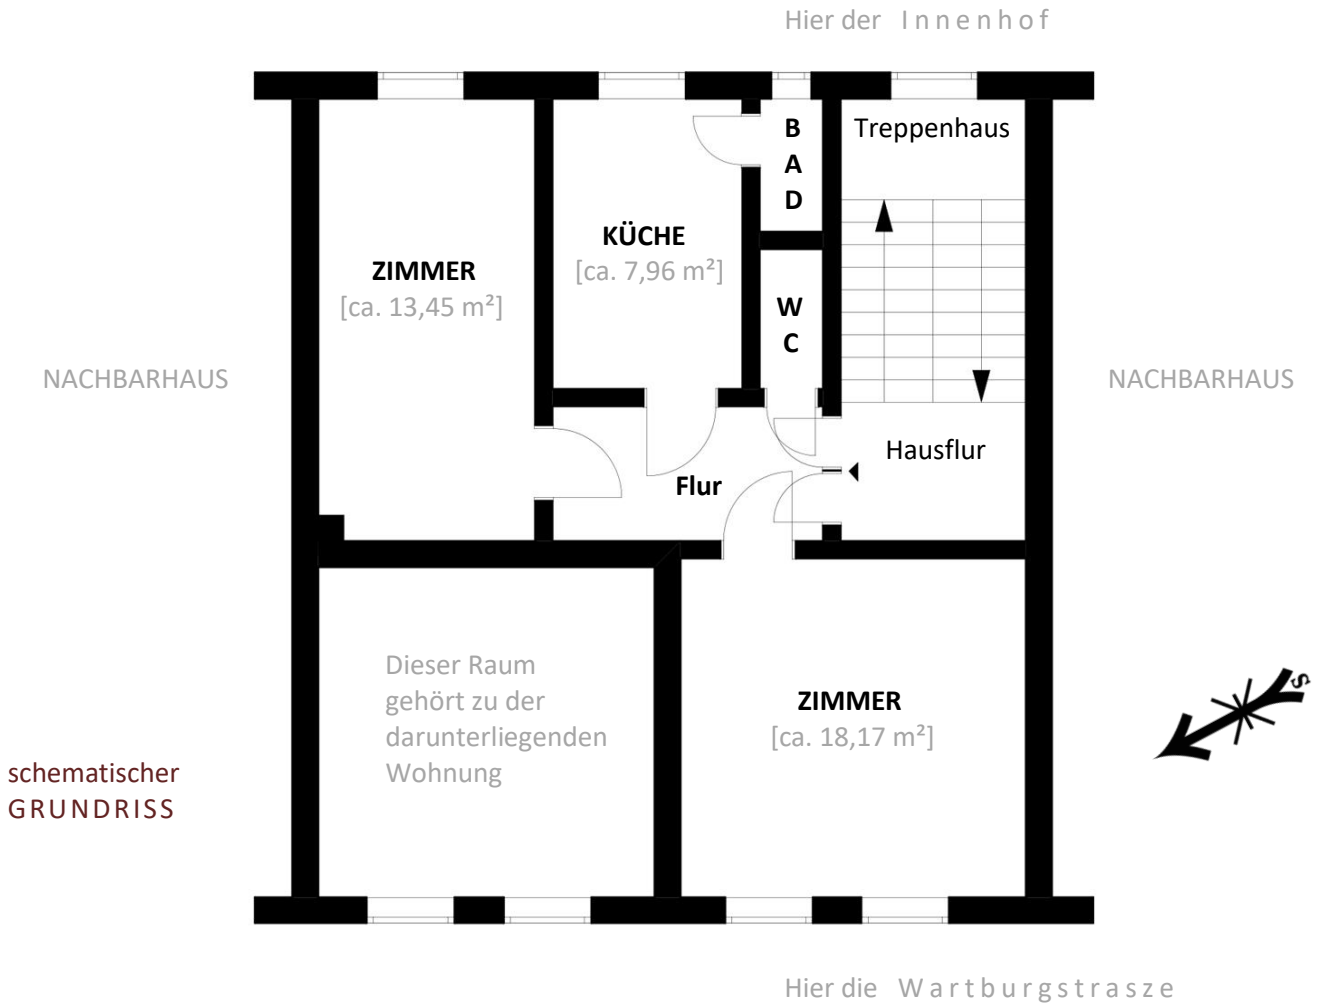 Hier der Innenhof
Treppenhaus
B
A
D
KÜCHE
[ca. 7,96 m²]
ZIMMER
[ca. 13,45 m²]
W
C
NACHBARHAUS
NACHBARHAUS
Hausflur
Flur
Dieser Raum
gehört zu der
darunterliegenden
Wohnung
ZIMMER
[ca. 18,17 m²]
S
schematischer
GRUNDRISS
Hier die Wartburgstrasze